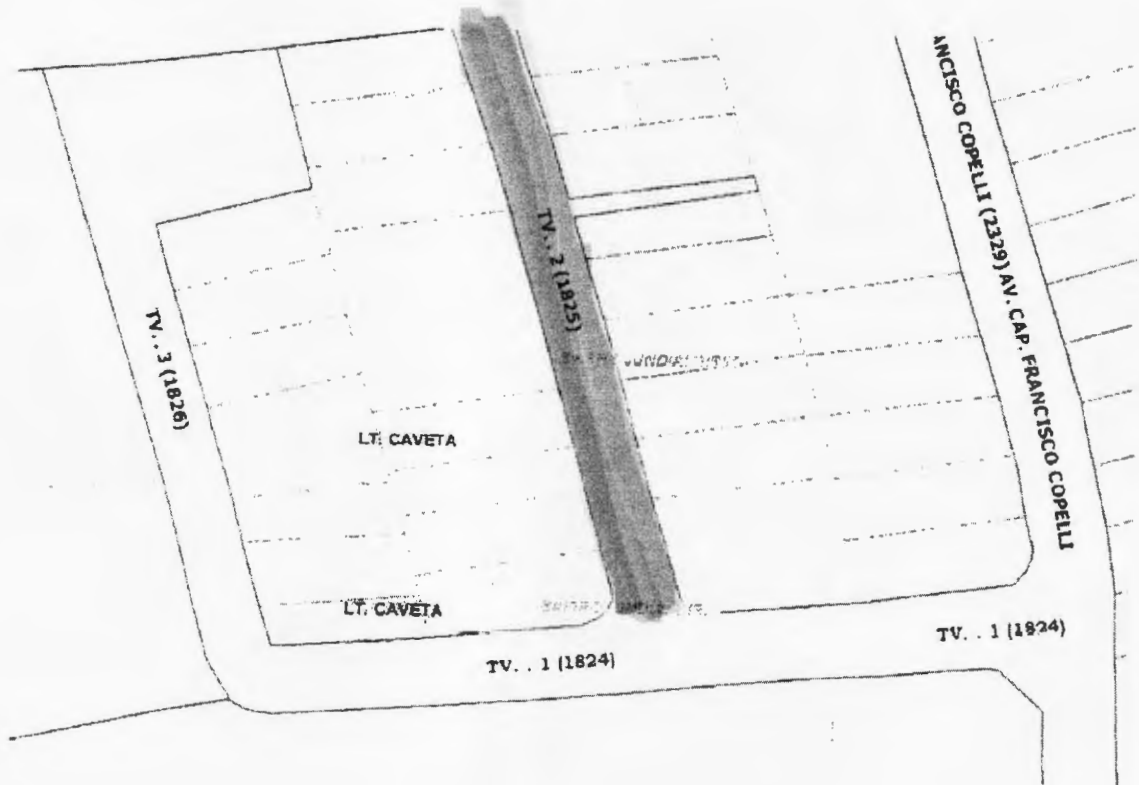 ANCISCO COPELLI (2329) AV. CAP. FRANCISCO COPELLI
TV. . 2 (1825)
TV. . 3 (1826)
LT. CAVETA
LT. CAVETA
TV. . 1 (1824)
TV. . 1 (1824)